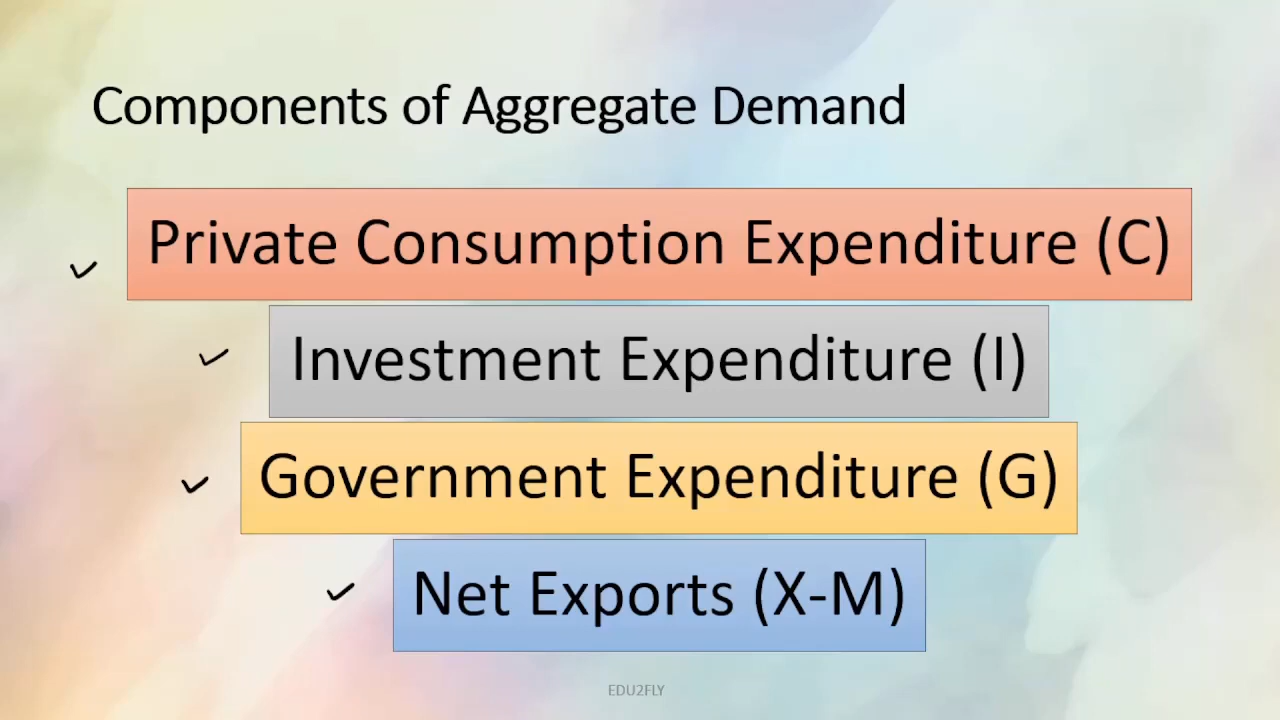 Components of Aggregate Demand
Private Consumption Expenditure (C)
Investment Expenditure (I)
Government Expenditure (G)
Net Exports (X-M)
EDU2FLY